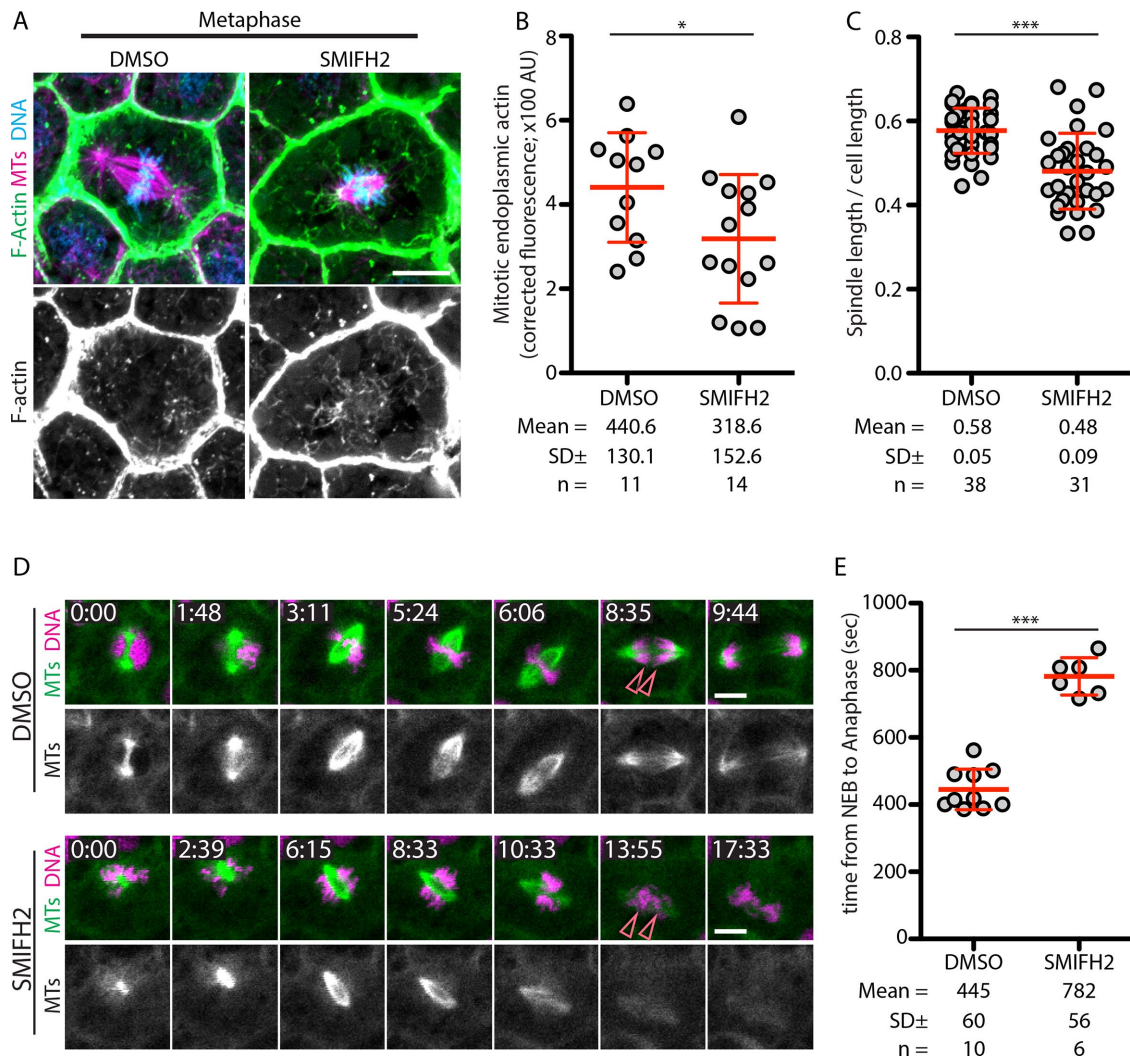 A
Metaphase
DMSO SMIFH2
F-Actin MTs DNA
F-actin
B
*
Mitotic endoplasmic actin
(corrected fluorescence; x100 AU)
8
6
4
2
0
DMSO SMIFH2
Mean = 440.6 318.6
SD± 130.1 152.6
n = 11 14
C
***
Spindle length / cell length
0.8
0.6
0.4
0.2
0.0
DMSO SMIFH2
Mean = 0.58 0.48
SD± 0.05 0.09
n = 38 31
D
DMSO
MTs DNA
0:00 1:48 3:11 5:24 6:06 8:35 9:44
MTs
SMIFH2
MTs DNA
0:00 2:39 6:15 8:33 10:33 13:55 17:33
MTs
E
***
time from NEB to Anaphase (sec)
1000
800
600
400
200
0
DMSO SMIFH2
Mean = 445 782
SD± 60 56
n = 10 6